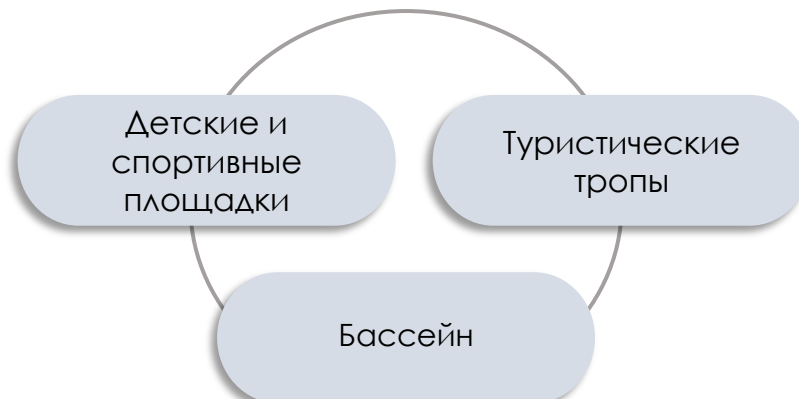 Детские и
спортивные
площадки
Туристические
тропы
Бассейн